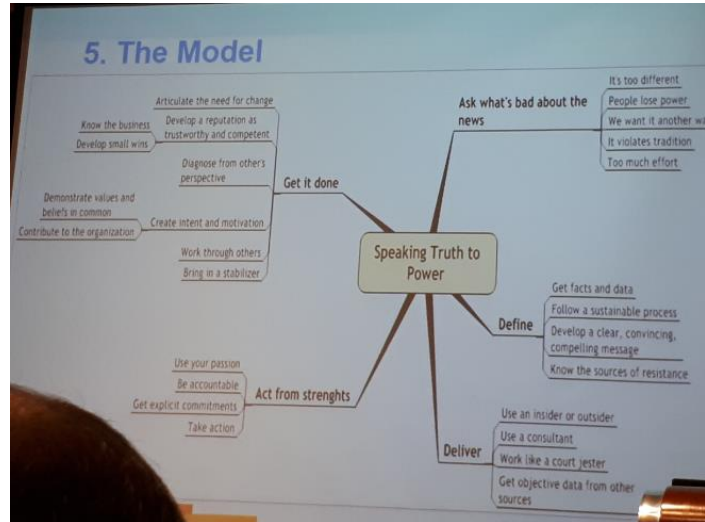 5. The Model
Speaking Truth to
Power
Ask what's bad about the
news
It's too different
People lose power
We want it another
It violates tradition
Too much effort
Define
Get facts and data
Follow a sustainable process
Develop a clear, convincing,
compelling message
Know the sources of resistance
Deliver
Use an insider or outsider
Use a consultant
Work like a court jester
Get objective data from other
sources
Act from strenghts
Use your passion
Be accountable
Get explicit commitments
Take action
Get it done
Articulate the need for change
Develop a reputation as
trustworthy and competent
Know the business
Develop small wins
Diagnose from other's
perspective
Create intent and motivation
Demonstrate values and
beliefs in common
Contribute to the organization
Work through others
Bring in a stabilizer